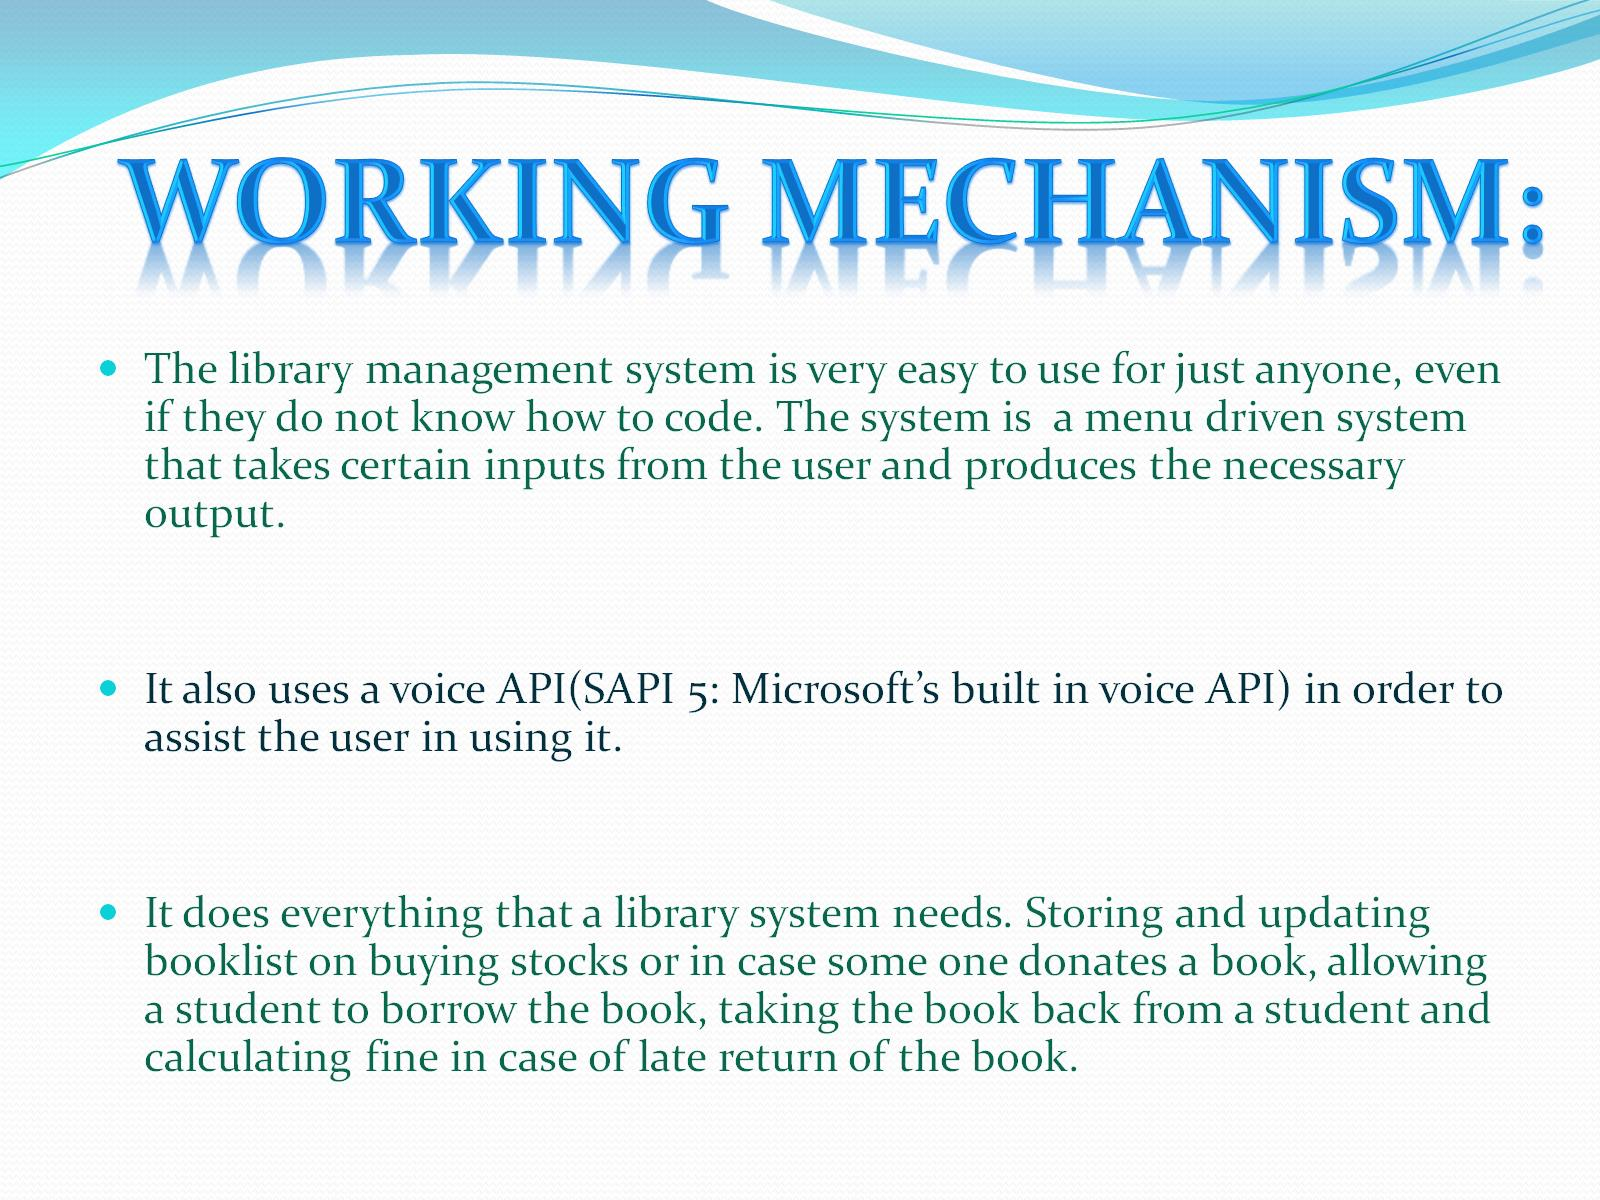 WORKING MECHANISM:
• The library management system is very easy to use for just anyone, even
if they do not know how to code. The system is  a menu driven system
that takes certain inputs from the user and produces the necessary
output.
• It also uses a voice API(SAPI 5: Microsoft’s built in voice API) in order to
assist the user in using it.
• It does everything that a library system needs. Storing and updating
booklist on buying stocks or in case some one donates a book, allowing
a student to borrow the book, taking the book back from a student and
calculating fine in case of late return of the book.